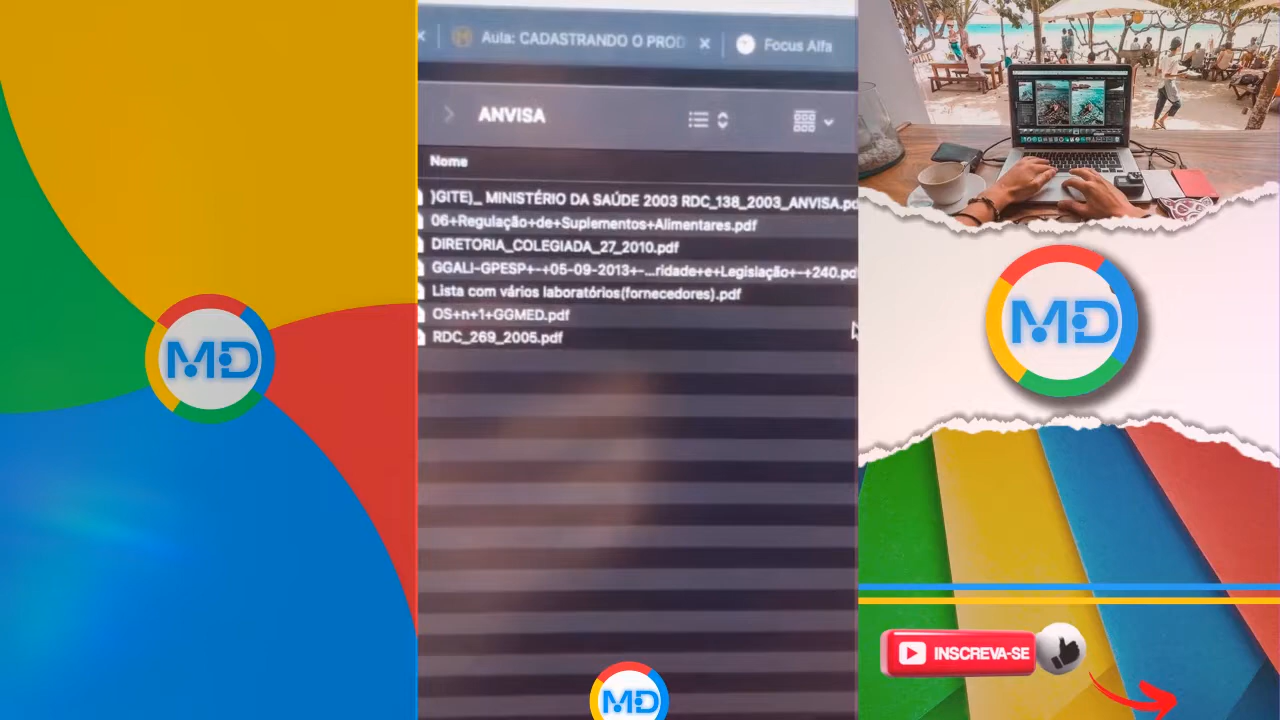 MD
Aula: CADASTRANDO O PROD
Focus Alfa
ANVISA
Nome
)GITE)_ MINISTÉRIO DA SAÚDE 2003 RDC_138_2003_ANVISA.pd
06+Regulação+de+Suplementos+Alimentares.pdf
DIRETORIA_COLEGIADA_27_2010.pdf
GGALI-GPESP+-+05-09-2013+-...ridade+e+Legislação+-+240.pd
Lista com vários laboratórios(fornecedores).pdf
OS+n+1+GGMED.pdf
RDC_269_2005.pdf
MD
MD
INSCREVA-SE